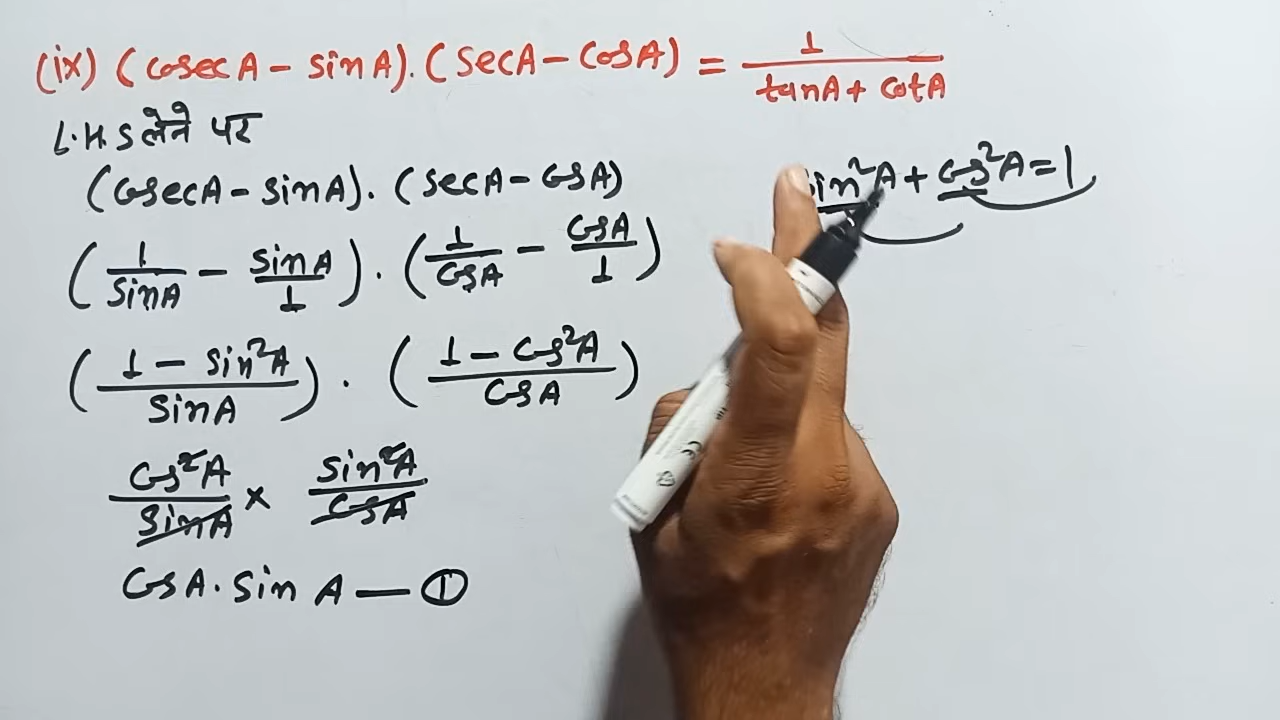 (ix) (cosecA - sinA).(secA - cosA) = 1/(tanA + cotA)
L.H.S लेने पर
(cosecA - sinA).(secA - cosA)
sin²A + cos²A = 1
(1/sinA - sinA/1).(1/cosA - cosA/1)
((1 - sin²A)/sinA).((1 - cos²A)/cosA)
cos²A/sinA × sin²A/cosA
cosA.sinA — ①